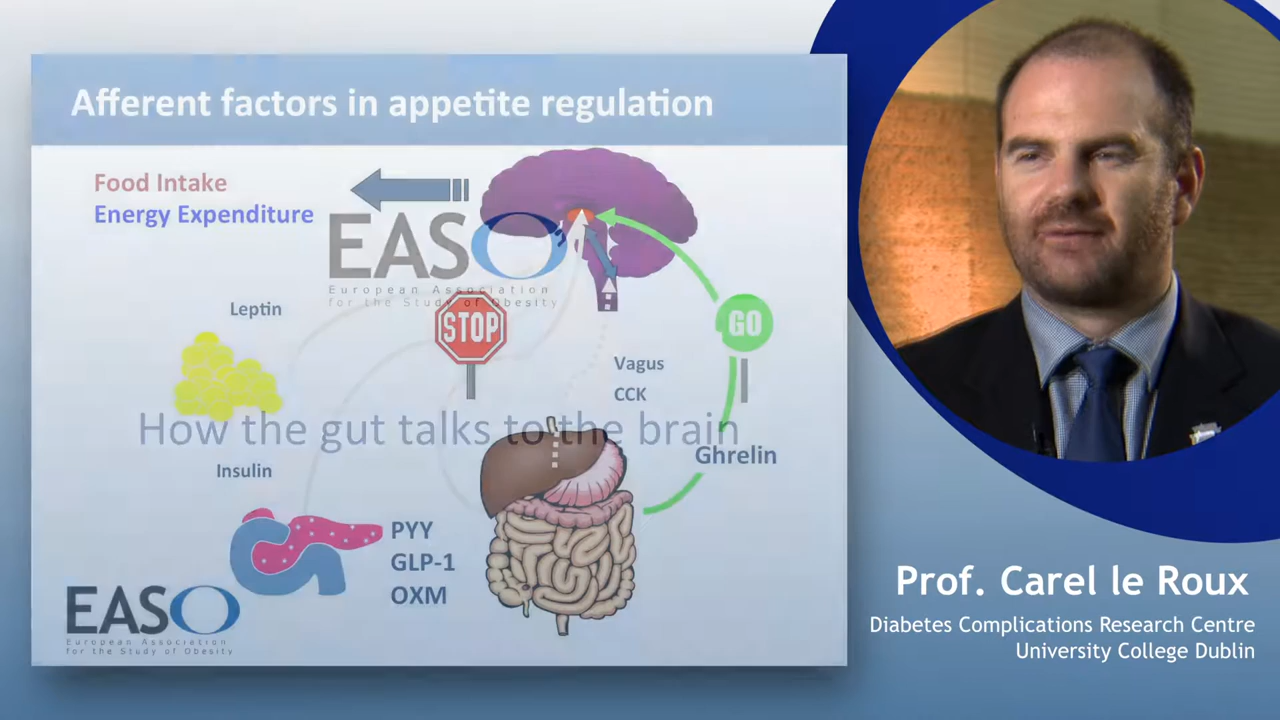 Afferent factors in appetite regulation
Food Intake
Energy Expenditure
EASO
European Association
for the Study of Obesity
Leptin
STOP
GO
Vagus
CCK
How the gut talks to the brain
Ghrelin
Insulin
PYY
GLP-1
OXM
EASO
European Association
for the Study of Obesity
Prof. Carel le Roux
Diabetes Complications Research Centre
University College Dublin